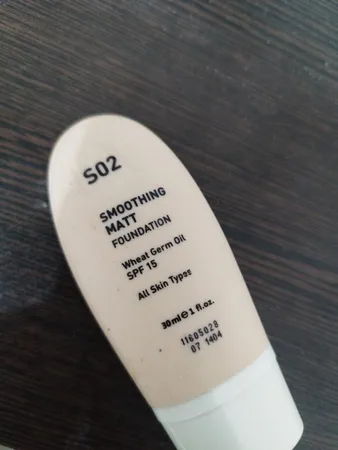 S02
SMOOTHING
MATT
FOUNDATION
Wheat Germ Oil
SPF 15
All Skin Types
30ml e 1 fl.oz.
11605028
07 1404